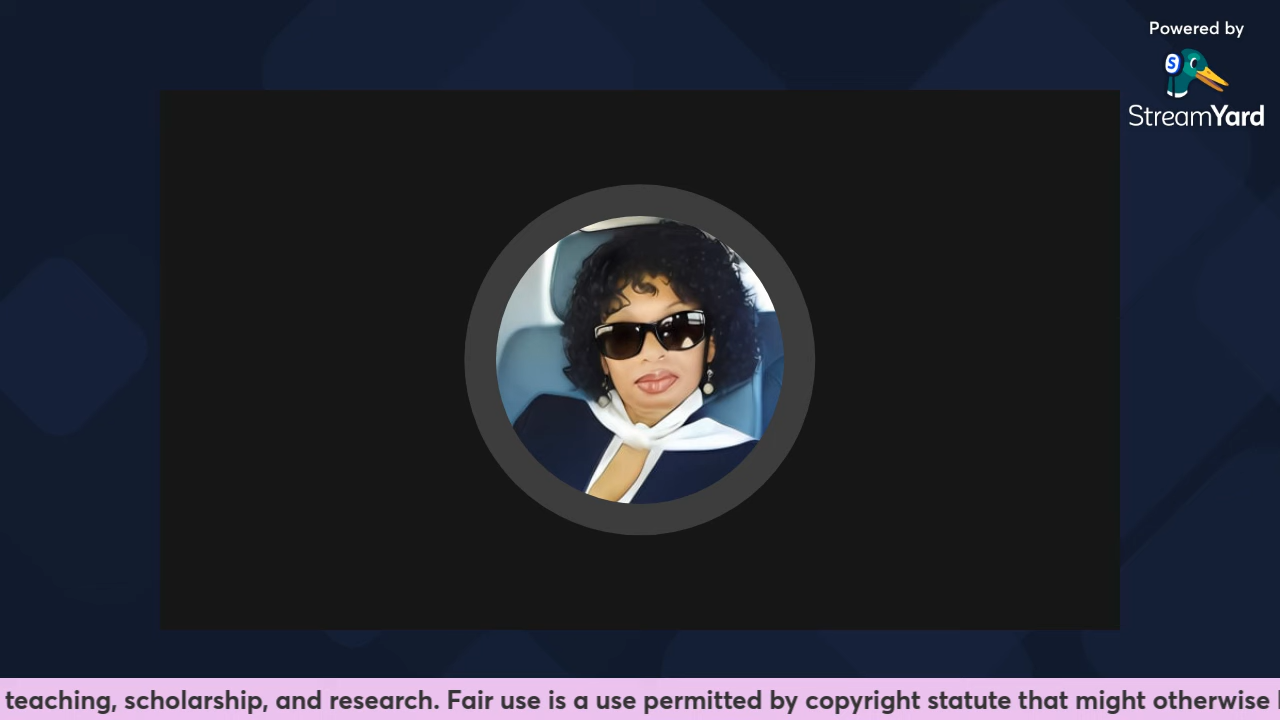 Powered by
S
StreamYard
teaching, scholarship, and research. Fair use is a use permitted by copyright statute that might otherwise